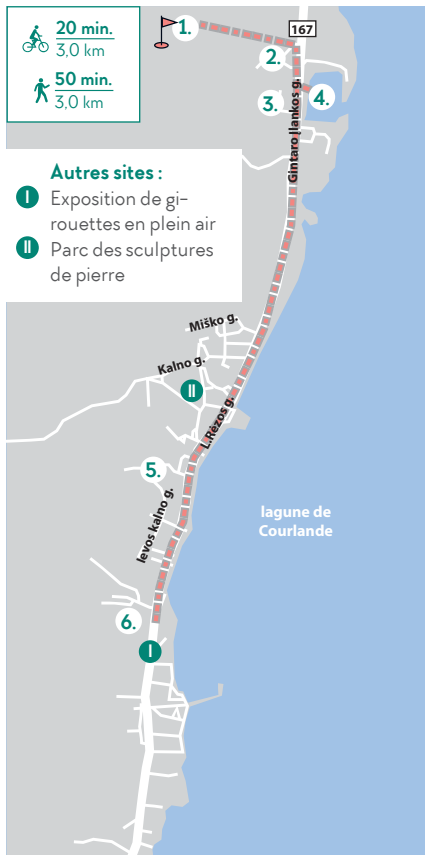 20 min.
3,0 km
50 min.
3,0 km
1.
167
2.
3.
4.
Gintaro Įlankos g.
Autres sites :
I Exposition de gi-
rouettes en plein air
II Parc des sculptures
de pierre
Miško g.
Kalno g.
II
L.Rėzos g.
5.
Ievos kalno g.
lagune de
Courlande
6.
I